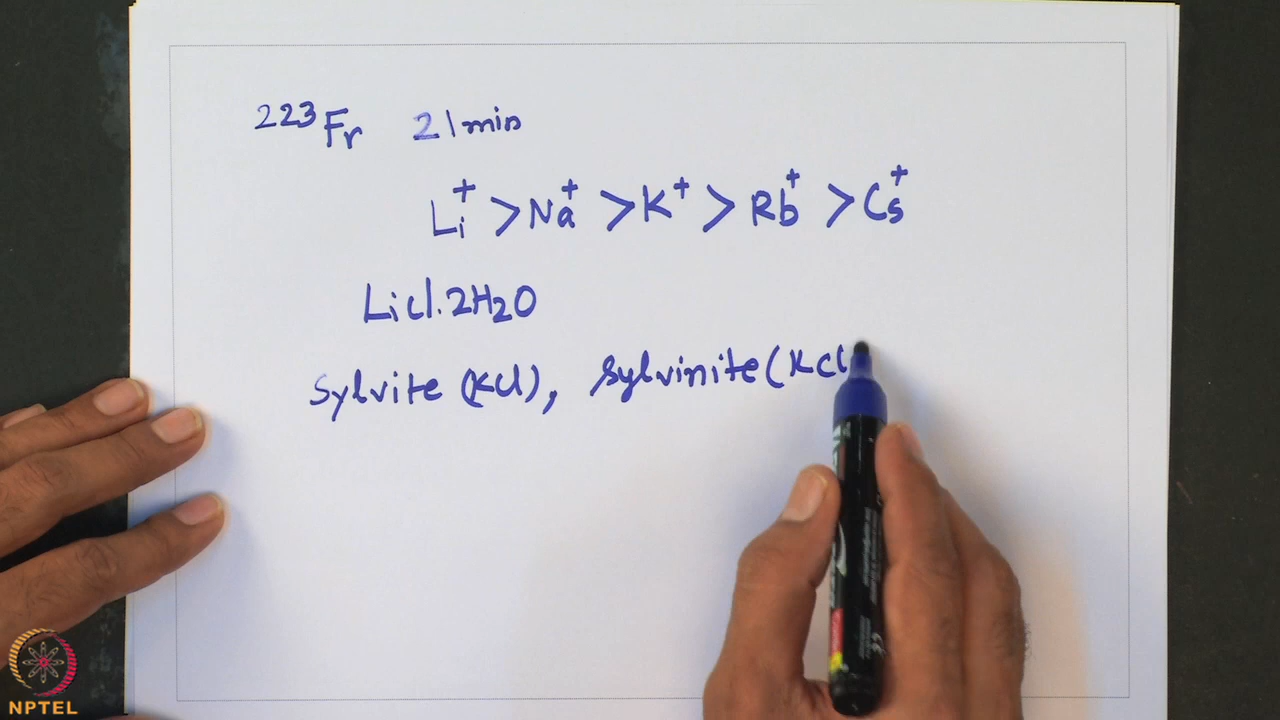 ²²³Fr 21min
Li⁺ > Na⁺ > K⁺ > Rb⁺ > Cs⁺
LiCl.2H₂O
Sylvite (KCl), Sylvinite (KCl
NPTEL